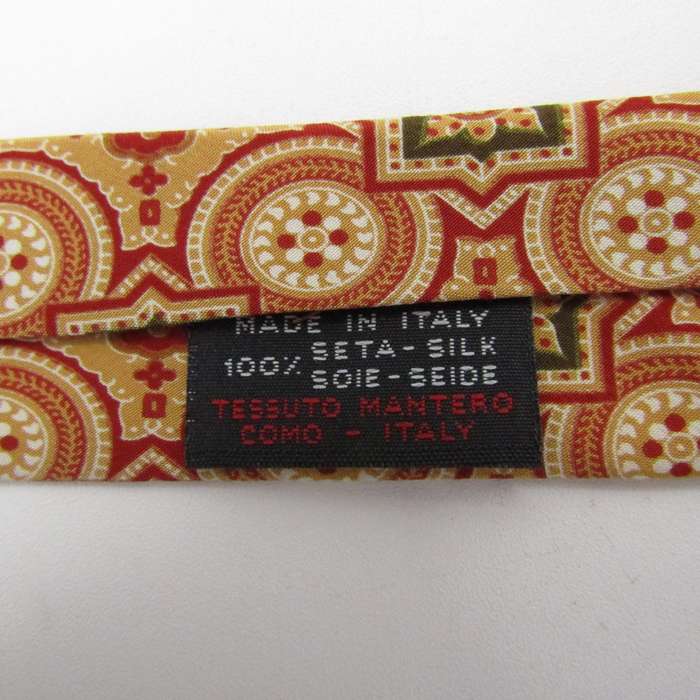 MADE IN ITALY
100% SETA-SILK
SOIE-SEIDE
TESSUTO MANTERO
COMO - ITALY